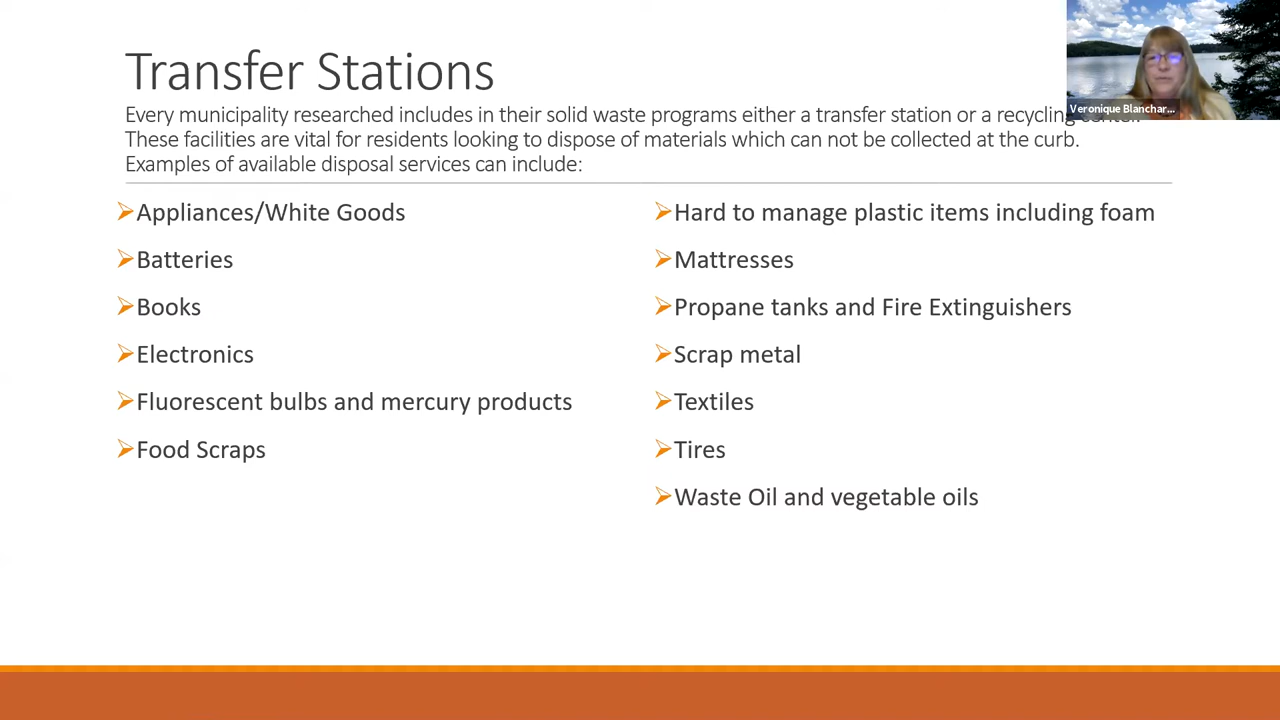 Transfer Stations
Every municipality researched includes in their solid waste programs either a transfer station or a recycling
These facilities are vital for residents looking to dispose of materials which can not be collected at the curb.
Examples of available disposal services can include:
Appliances/White Goods
Batteries
Books
Electronics
Fluorescent bulbs and mercury products
Food Scraps
Hard to manage plastic items including foam
Mattresses
Propane tanks and Fire Extinguishers
Scrap metal
Textiles
Tires
Waste Oil and vegetable oils
Veronique Blanchar...